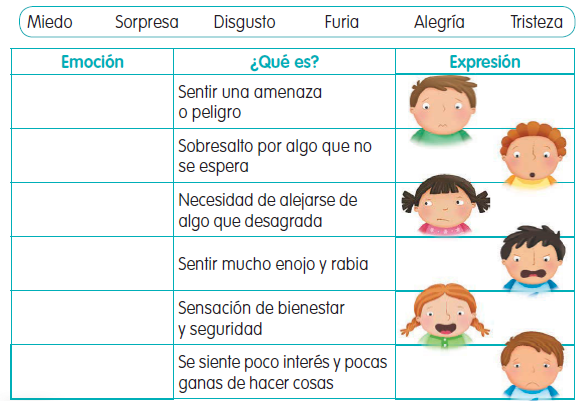 Miedo Sorpresa Disgusto Furia Alegría Tristeza
Emoción ¿Qué es? Expresión
Sentir una amenaza
o peligro
Sobresalto por algo que no
se espera
Necesidad de alejarse de
algo que desagrada
Sentir mucho enojo y rabia
Sensación de bienestar
y seguridad
Se siente poco interés y pocas
ganas de hacer cosas